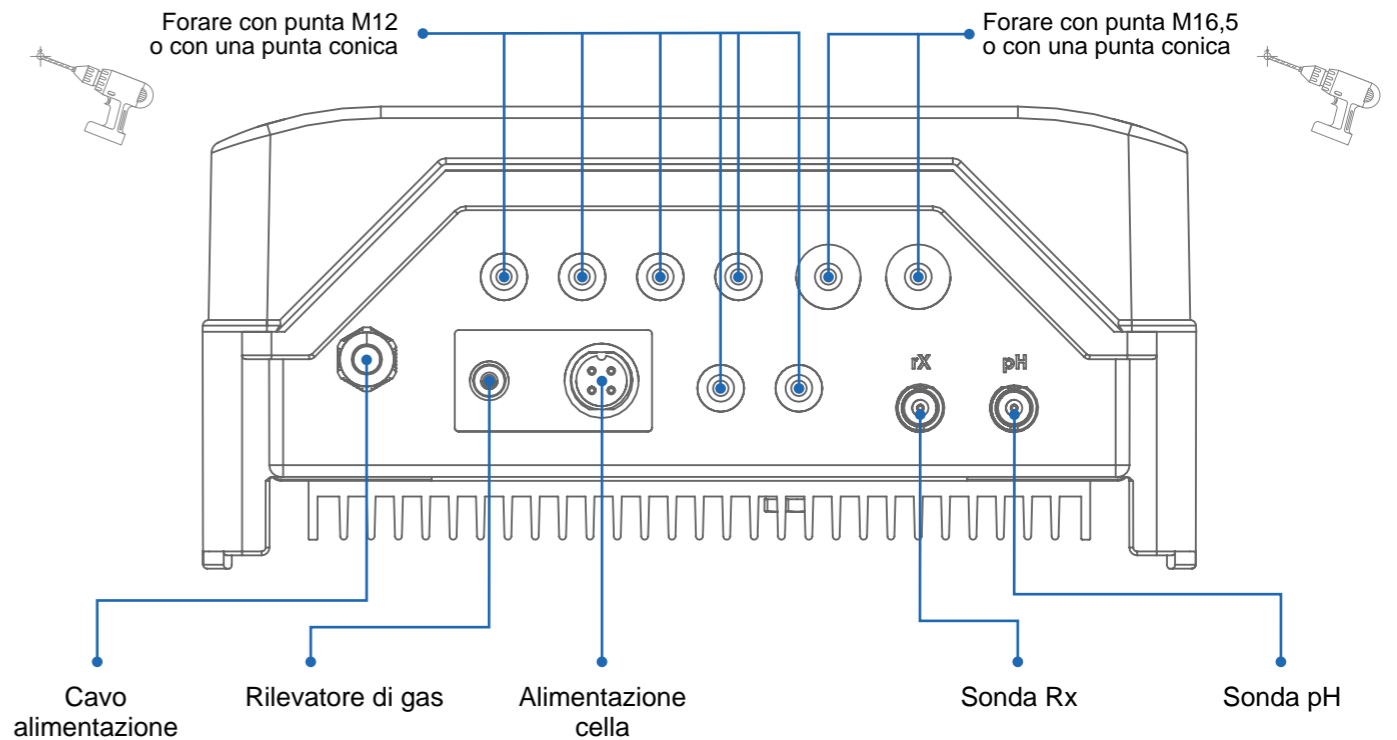 Forare con punta M12
o con una punta conica
Forare con punta M16,5
o con una punta conica
rX
pH
Cavo
alimentazione
Rilevatore di gas
Alimentazione
cella
Sonda Rx
Sonda pH